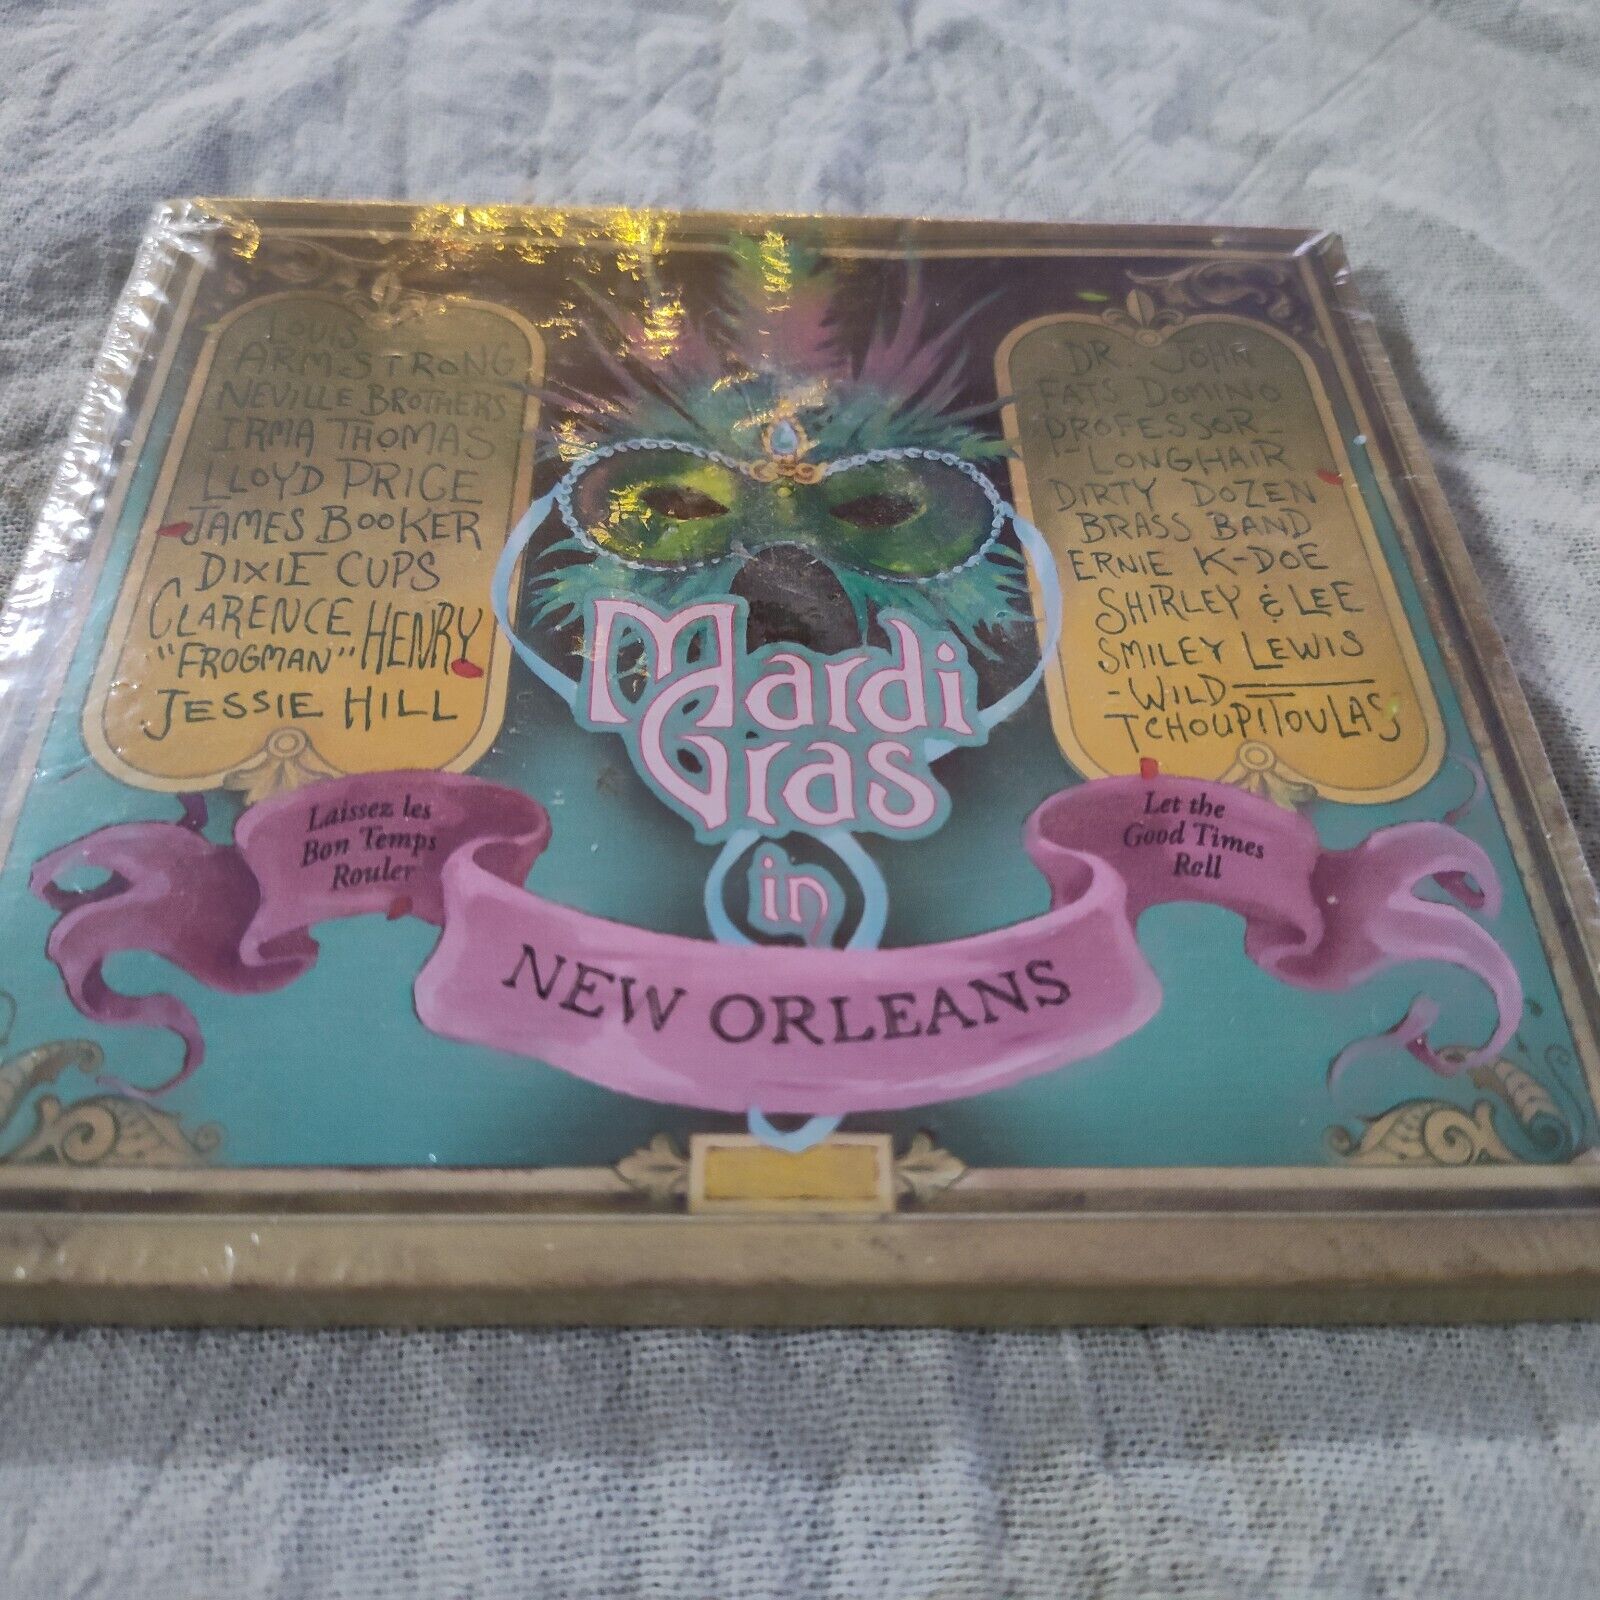 LOUIS
ARMSTRONG
NEVILLE BROTHERS
IRMA THOMAS
LLOYD PRICE
JAMES BOOKER
DIXIE CUPS
CLARENCE
"FROGMAN" HENRY
JESSIE HILL
Mardi
Gras
in
NEW ORLEANS
DR. JOHN
FATS DOMINO
PROFESSOR-
-LONGHAIR
DIRTY DOZEN
BRASS BAND
ERNIE K-DOE
SHIRLEY & LEE
SMILEY LEWIS
-WILD
TCHOUPITOULAS
Laissez les
Bon Temps
Rouler
Let the
Good Times
Roll